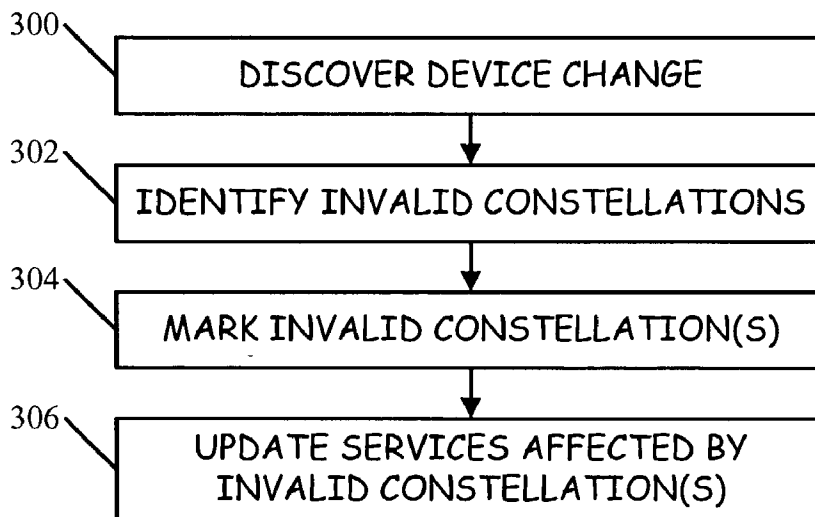 300
DISCOVER DEVICE CHANGE
302
IDENTIFY INVALID CONSTELLATIONS
304
MARK INVALID CONSTELLATION(S)
306
UPDATE SERVICES AFFECTED BY
INVALID CONSTELLATION(S)